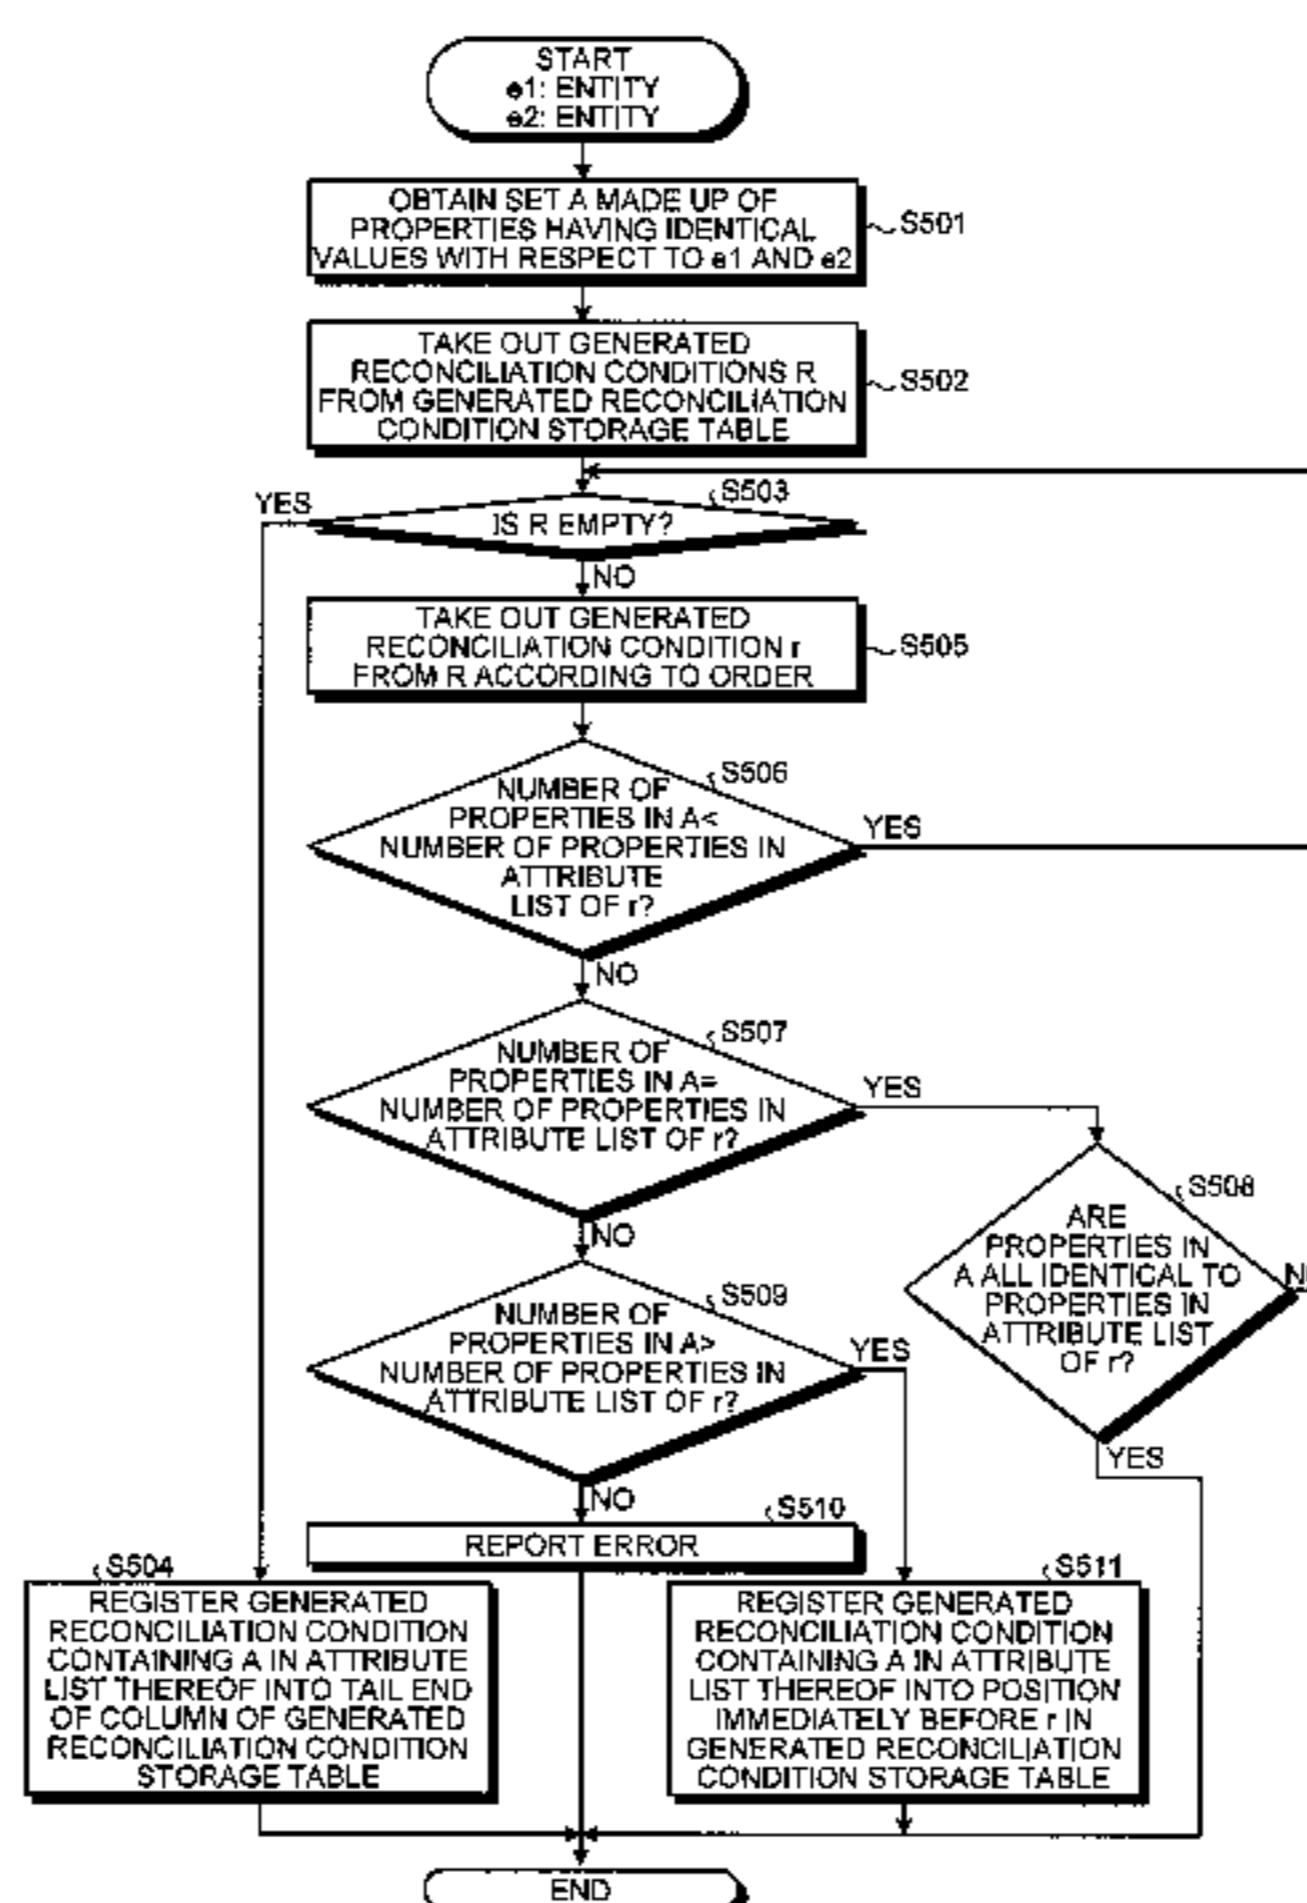 START
e1: ENTITY
e2: ENTITY
OBTAIN SET A MADE UP OF
PROPERTIES HAVING IDENTICAL
VALUES WITH RESPECT TO e1 AND e2
S501
TAKE OUT GENERATED
RECONCILIATION CONDITIONS R
FROM GENERATED RECONCILIATION
CONDITION STORAGE TABLE
S502
S503
YES
IS R EMPTY?
NO
TAKE OUT GENERATED
RECONCILIATION CONDITION r
FROM R ACCORDING TO ORDER
S505
S506
NUMBER OF
PROPERTIES IN A<
NUMBER OF PROPERTIES IN
ATTRIBUTE
LIST OF r?
YES
NO
S507
NUMBER OF
PROPERTIES IN A=
NUMBER OF PROPERTIES IN
ATTRIBUTE LIST OF r?
YES
NO
S508
ARE
PROPERTIES IN
A ALL IDENTICAL TO
PROPERTIES IN
ATTRIBUTE LIST
OF r?
YES
S509
NUMBER OF
PROPERTIES IN A>
NUMBER OF PROPERTIES IN
ATTRIBUTE LIST OF r?
YES
NO
S510
REPORT ERROR
S504
REGISTER GENERATED
RECONCILIATION CONDITION
CONTAINING A IN ATTRIBUTE
LIST THEREOF INTO TAIL END
OF COLUMN OF GENERATED
RECONCILIATION CONDITION
STORAGE TABLE
S511
REGISTER GENERATED
RECONCILIATION CONDITION
CONTAINING A IN ATTRIBUTE
LIST THEREOF INTO POSITION
IMMEDIATELY BEFORE r IN
GENERATED RECONCILIATION
CONDITION STORAGE TABLE
END